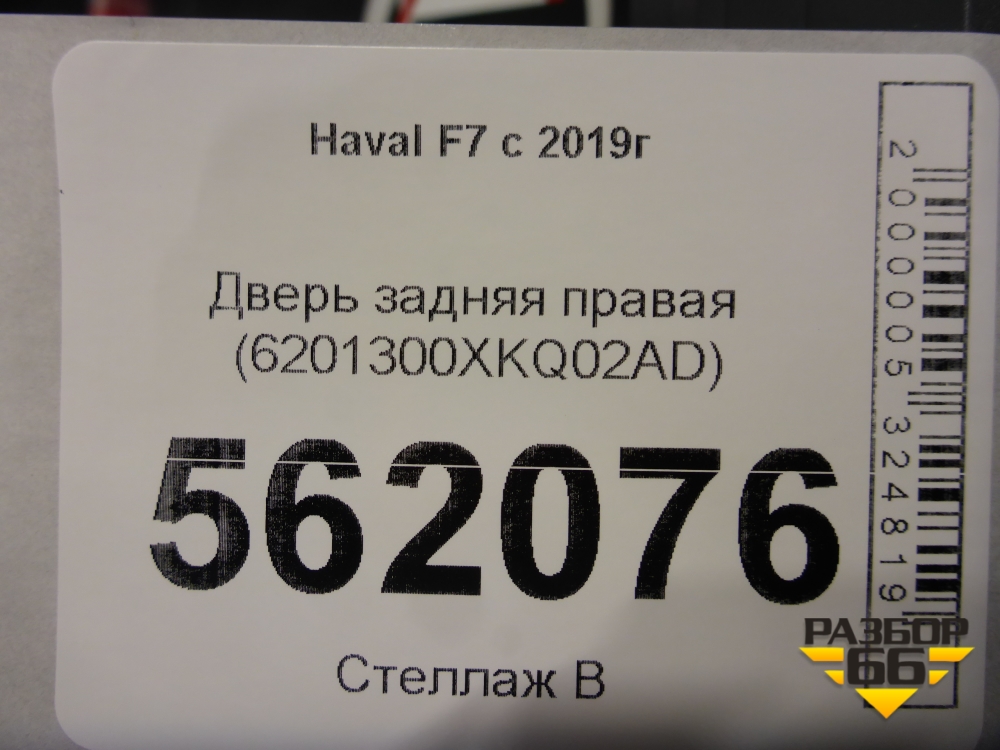 Haval F7 с 2019г
Дверь задняя правая
(6201300XKQ02AD)
562076
Стеллаж В
2000005324819
РАЗБОР
66